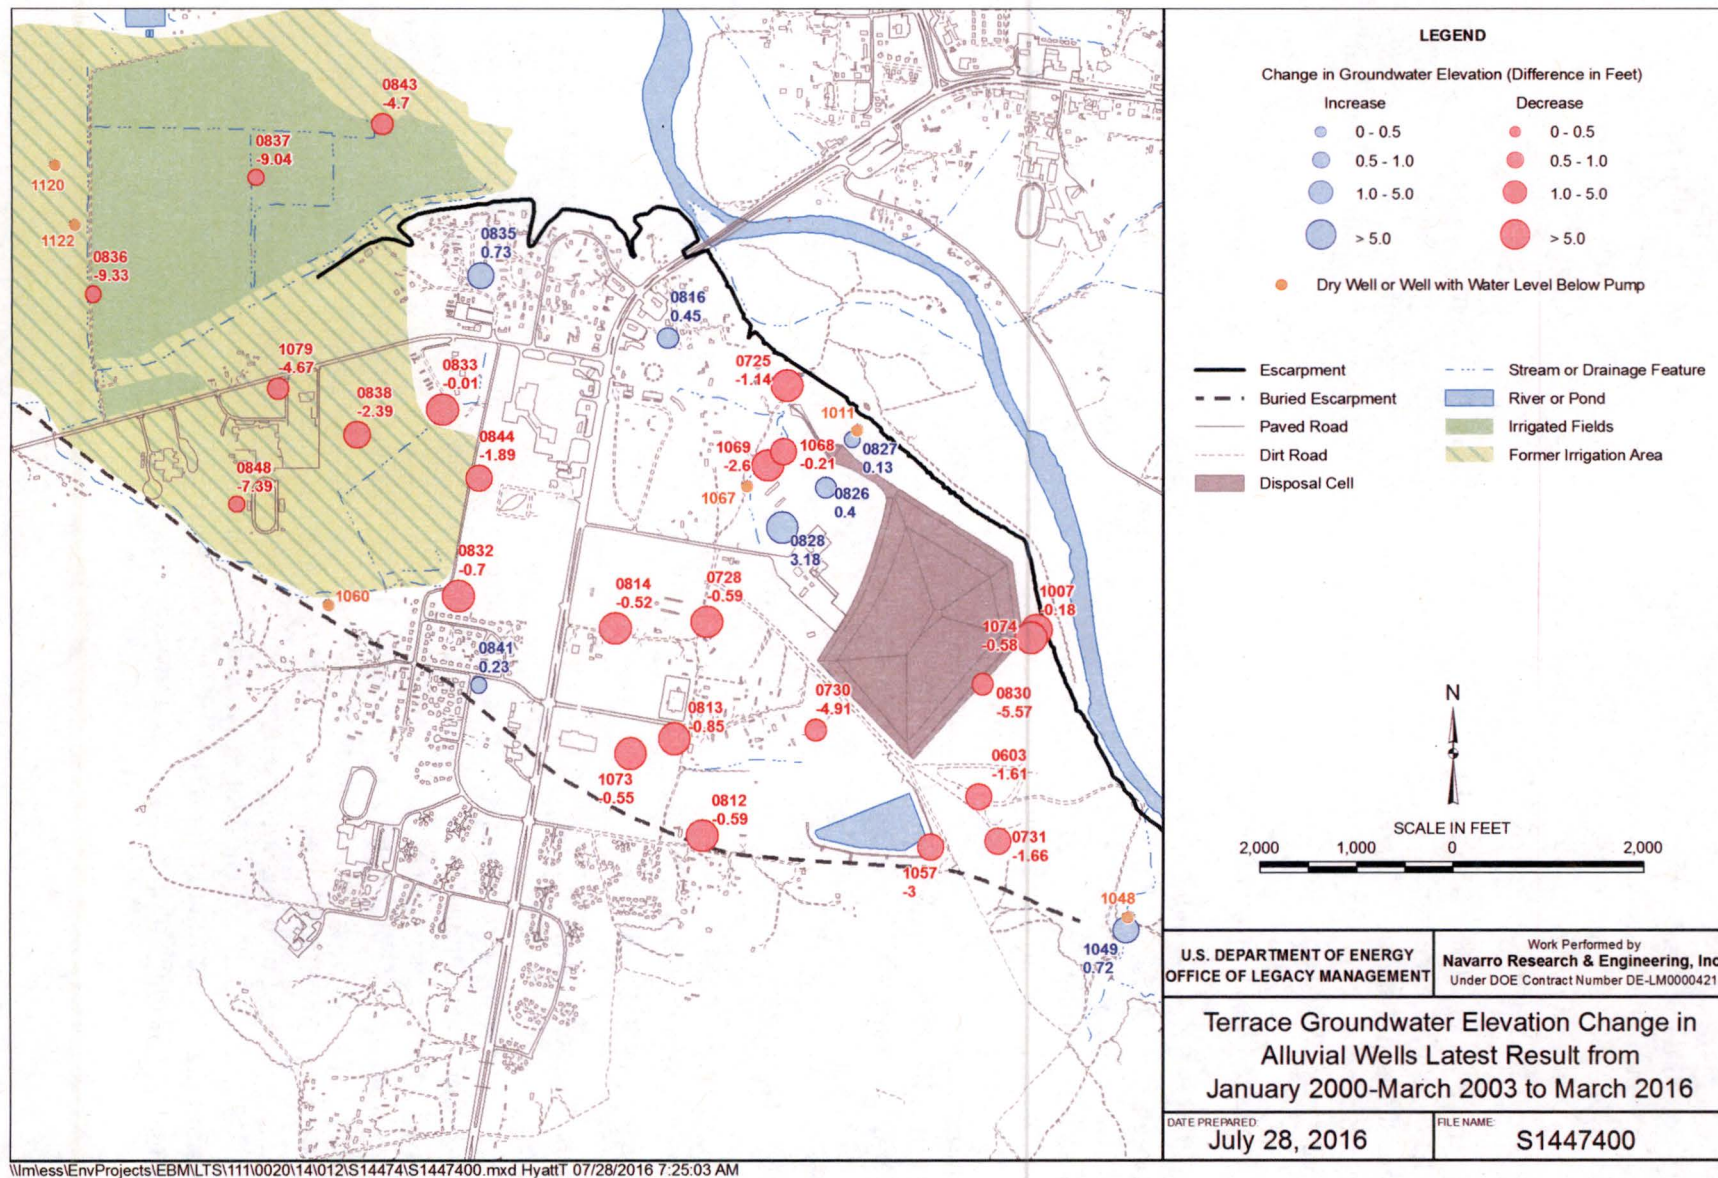 0843
-4.7
0837
-9.04
1120
1122
0836
-9.33
0835
0.73
0816
0.45
1079
-4.67
0838
-2.39
0833
-0.01
0844
-1.89
0848
-7.39
0725
-1.14
1011
0827
0.13
1069
-2.6
1068
-0.21
1067
0826
0.4
0828
3.18
0832
-0.7
1060
0814
-0.52
0728
-0.59
1007
-0.18
1074
-0.58
0841
0.23
0830
-5.57
0730
-4.91
0813
-0.85
1073
-0.55
0603
-1.61
0812
-0.59
0731
-1.66
1057
-3
1048
1049
0.72
LEGEND
Change in Groundwater Elevation (Difference in Feet)
Increase Decrease
0 - 0.5 0 - 0.5
0.5 - 1.0 0.5 - 1.0
1.0 - 5.0 1.0 - 5.0
> 5.0 > 5.0
Dry Well or Well with Water Level Below Pump
Escarpment Stream or Drainage Feature
Buried Escarpment River or Pond
Paved Road Irrigated Fields
Dirt Road Former Irrigation Area
Disposal Cell
N
SCALE IN FEET
2,000 1,000 0 2,000
U.S. DEPARTMENT OF ENERGY
OFFICE OF LEGACY MANAGEMENT
Work Performed by
Navarro Research & Engineering, Inc
Under DOE Contract Number DE-LM0000421
Terrace Groundwater Elevation Change in
Alluvial Wells Latest Result from
January 2000-March 2003 to March 2016
DATE PREPARED:
July 28, 2016
FILE NAME:
S1447400
\\lm\ess\EnvProjects\EBM\LTS\111\0020\14\012\S14474\S1447400.mxd HyattT 07/28/2016 7:25:03 AM